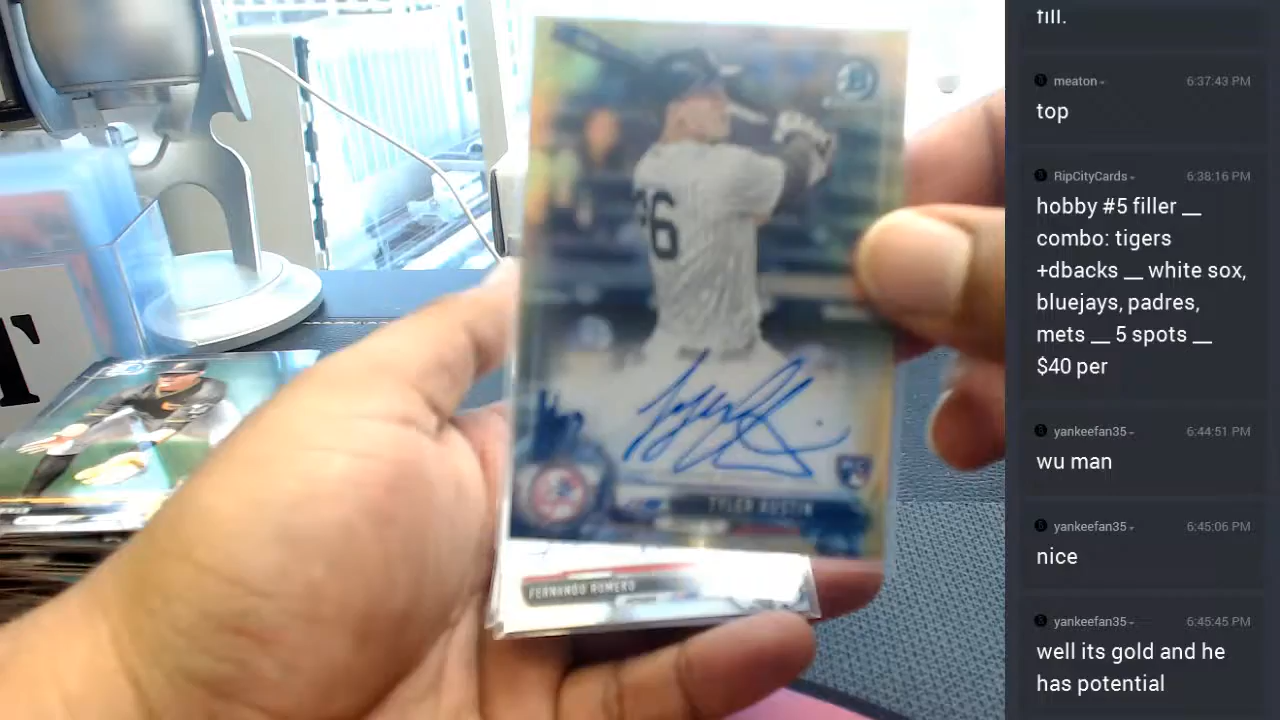 36
TYLER AUSTIN
FERNANDO ROMERO
fill.
meaton 6:37:43 PM
top
RipCityCards 6:38:16 PM
hobby #5 filler __
combo: tigers
+dbacks __ white sox,
bluejays, padres,
mets __ 5 spots __
$40 per
yankeefan35 6:44:51 PM
wu man
yankeefan35 6:45:06 PM
nice
yankeefan35 6:45:45 PM
well its gold and he
has potential